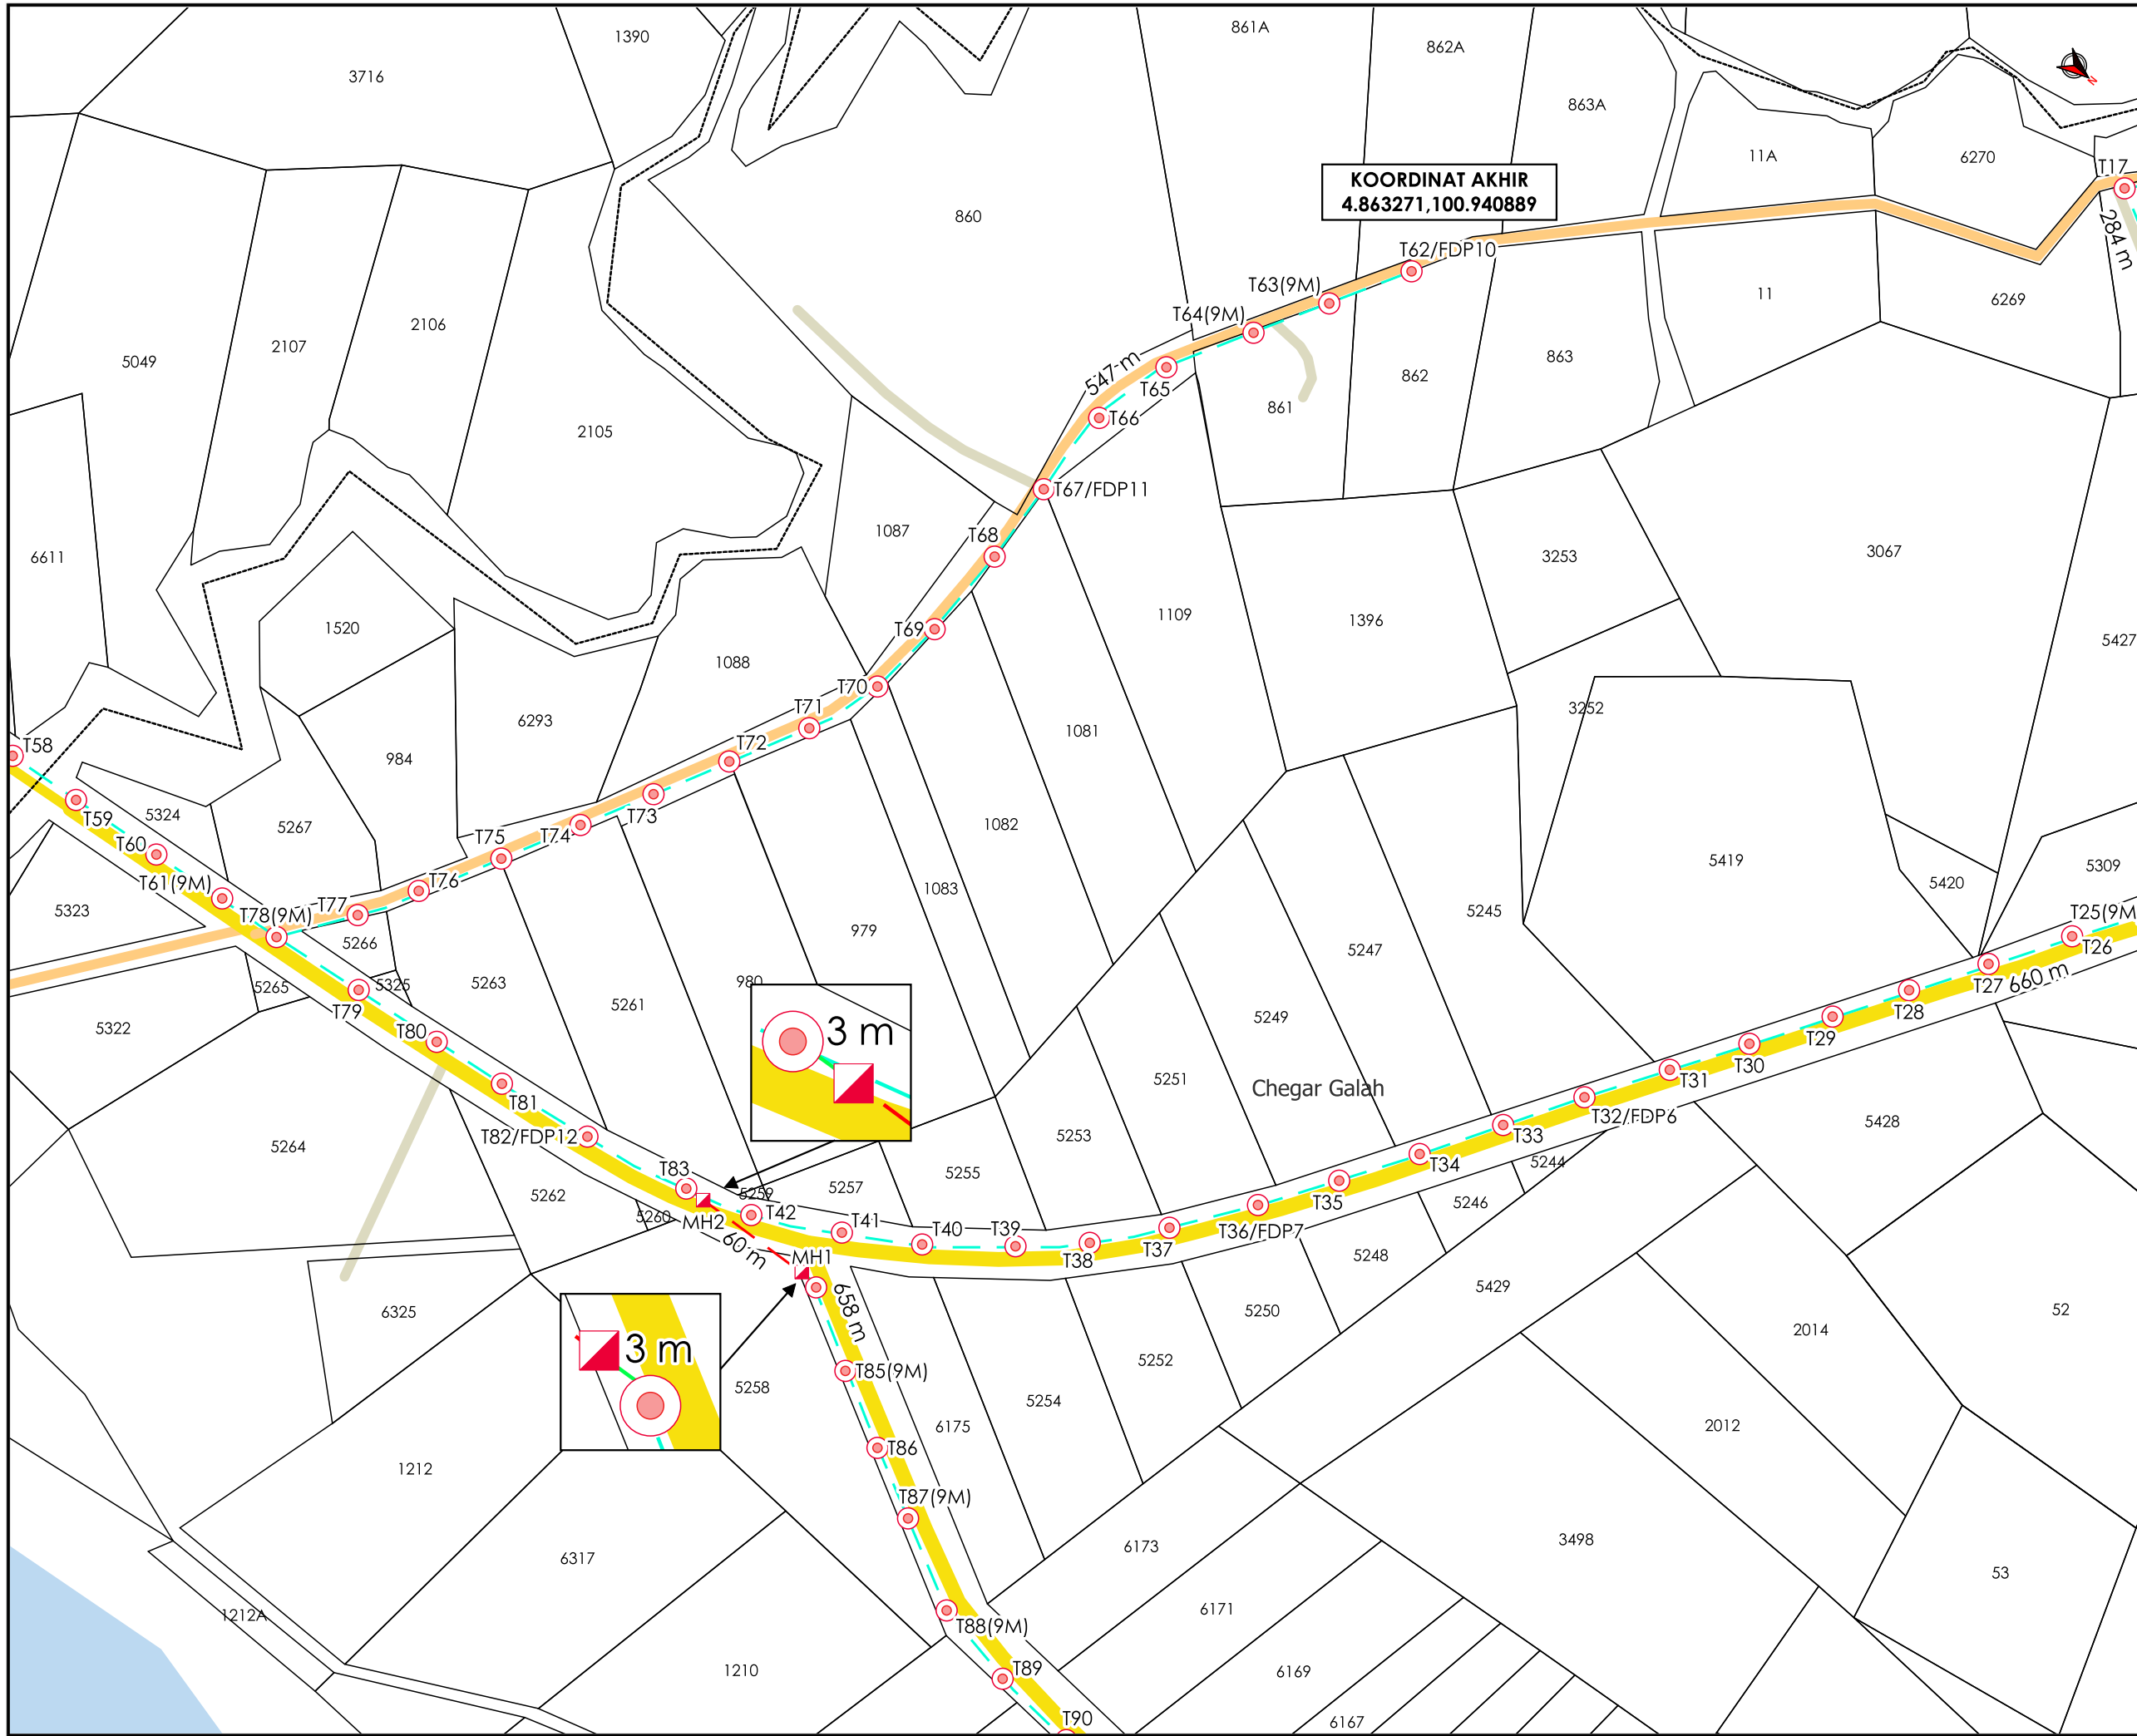 1390
861A
862A
3716
863A
11A
6270
T17
KOORDINAT AKHIR
4.863271,100.940889
N
860
284 m
T62/FDP10
T63(9M)
11
6269
T64(9M)
2106
2107
5049
547 m
863
862
T65
861
T66
2105
T67/FDP11
1087
T68
3253
3067
6611
1109
1396
1520
T69
5427
1088
T70
3252
6293
T71
1081
T58
T72
984
5324
T59
5267
T73
1082
T74
T75
T60
5419
5309
T61(9M)
T76
1083
5420
5323
T77
T78(9M)
5245
T25(9M
979
5266
5247
T26
660 m
T27
5265
5325
5263
980
5261
T79
T28
5322
5249
T29
3 m
T80
T30
5251
Chegar Galah
T31
T81
T32/FDP6
5428
T82/FDP12
5253
T33
5264
T34
5244
T83
5255
5257
5259
5262
T35
5246
5260
MH2
T42
T41
T40
T39
T36/FDP7
T37
T38
60 m
MH1
5248
5429
658 m
6325
5250
52
2014
3 m
5252
T85(9M)
5258
5254
6175
2012
T86
1212
T87(9M)
3498
6173
6317
53
6171
1212A
T88(9M)
T89
1210
6169
T90
6167